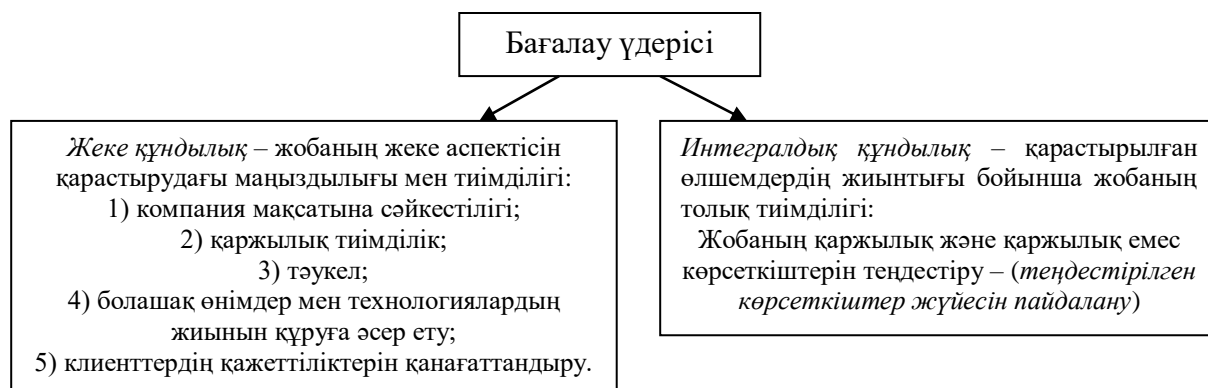 Бағалау үдерісі
Жеке құндылық – жобаның жеке аспектісін
қарастырудағы маңыздылығы мен тиімділігі:
1) компания мақсатына сәйкестілігі;
2) қаржылық тиімділік;
3) тәукел;
4) болашақ өнімдер мен технологиялардың
жиынын құруға әсер ету;
5) клиенттердің қажеттіліктерін қанағаттандыру.
Интегралдық құндылық – қарастырылған
өлшемдердің жиынтығы бойынша жобаның
толық тиімділігі:
Жобаның қаржылық және қаржылық емес
көрсеткіштерін теңдестіру – (теңдестірілген
көрсеткіштер жүйесін пайдалану)